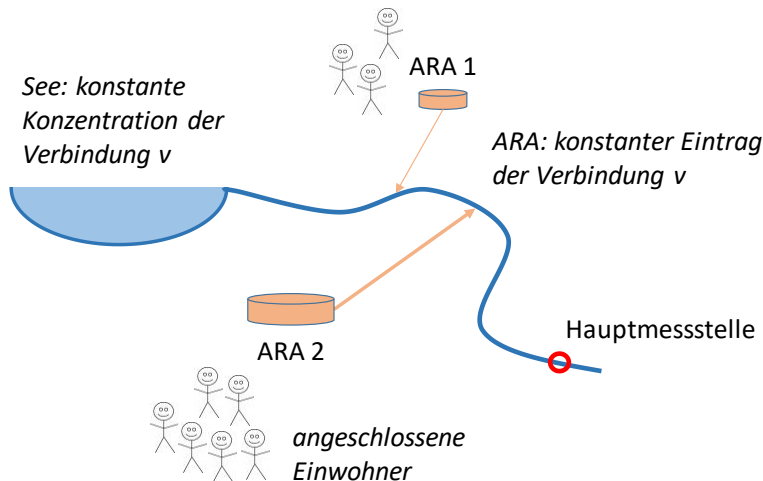 See: konstante
Konzentration der
Verbindung v
ARA 1
ARA: konstanter Eintrag
der Verbindung v
Hauptmessstelle
ARA 2
angeschlossene
Einwohner